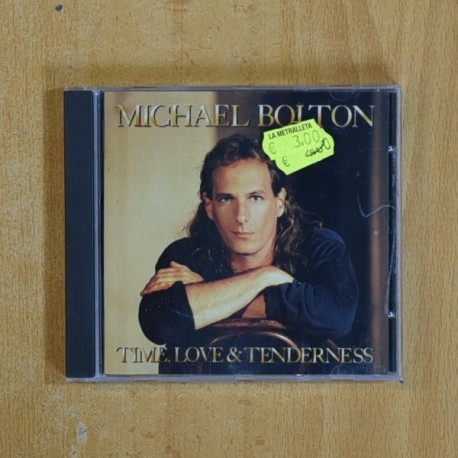 MICHAEL BOLTON
LA METRALLETA
€ 3,00
€
TIME, LOVE & TENDERNESS